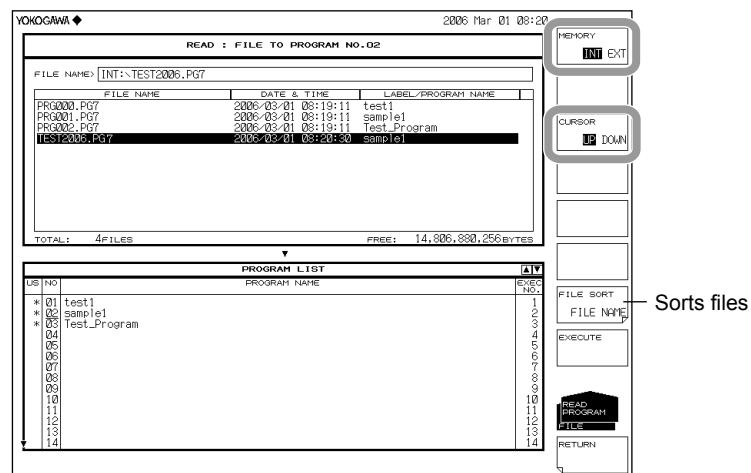 YOKOGAWA ◆ 2006 Mar 01 08:20
READ : FILE TO PROGRAM NO.02
FILE NAME> INT:\TEST2006.PG7
FILE NAME DATE & TIME LABEL/PROGRAM NAME
PRG000.PG7 2006/03/01 08:19:11 test1
PRG001.PG7 2006/03/01 08:19:11 sample1
PRG002.PG7 2006/03/01 08:19:11 Test_Program
TEST2006.PG7 2006/03/01 08:20:30 sample1
TOTAL: 4FILES FREE: 14,806,880,256BYTES
▼
PROGRAM LIST ▲▼
US NO PROGRAM NAME EXEC NO.
* 01 test1 1
* 02 sample1 2
* 03 Test_Program 3
04 4
05 5
06 6
07 7
08 8
09 9
10 10
11 11
12 12
13 13
14 14
MEMORY
INT EXT
CURSOR
UP DOWN
FILE SORT
FILE NAME
Sorts files
EXECUTE
READ
PROGRAM
FILE
RETURN